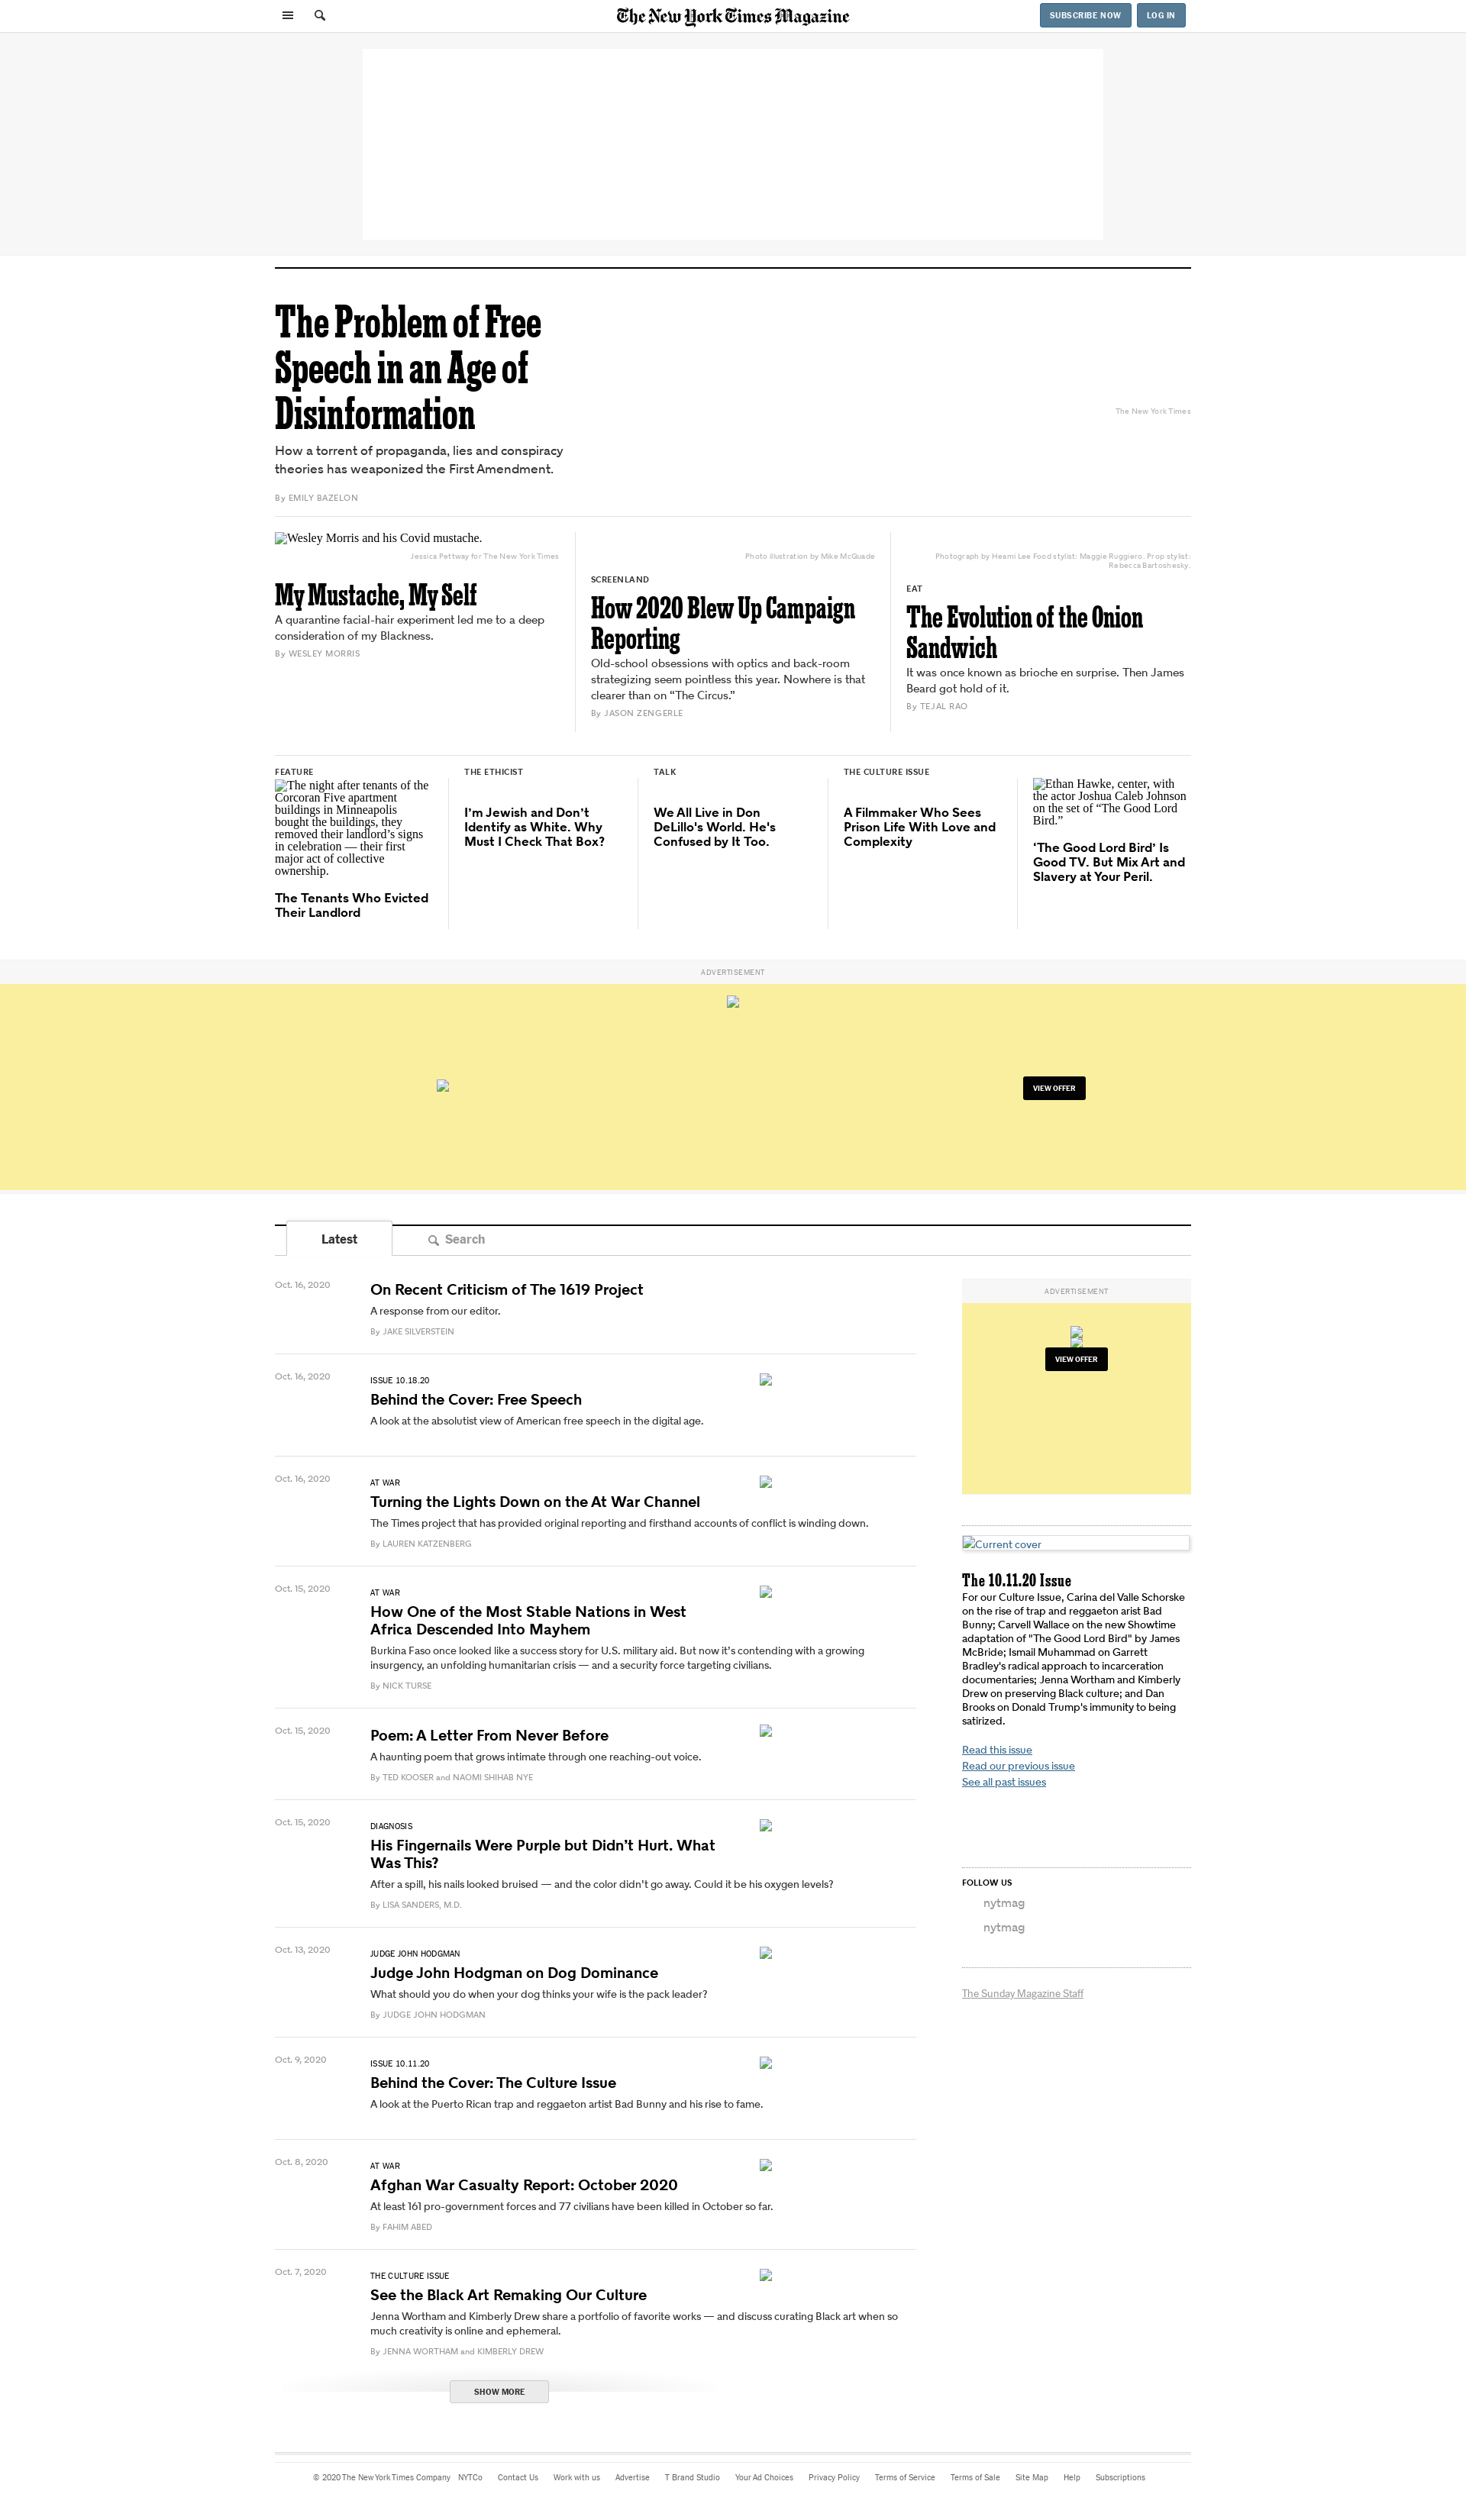 The New York Times Magazine
SUBSCRIBE NOW
LOG IN
The Problem of Free
Speech in an Age of
Disinformation
How a torrent of propaganda, lies and conspiracy
theories has weaponized the First Amendment.
By EMILY BAZELON
The New York Times
Wesley Morris and his Covid mustache.
Jessica Pettway for The New York Times
My Mustache, My Self
A quarantine facial-hair experiment led me to a deep
consideration of my Blackness.
By WESLEY MORRIS
Photo illustration by Mike McQuade
SCREENLAND
How 2020 Blew Up Campaign
Reporting
Old-school obsessions with optics and back-room
strategizing seem pointless this year. Nowhere is that
clearer than on “The Circus.”
By JASON ZENGERLE
Photograph by Heami Lee Food stylist: Maggie Ruggiero. Prop stylist:
Rebecca Bartoshesky.
EAT
The Evolution of the Onion
Sandwich
It was once known as brioche en surprise. Then James
Beard got hold of it.
By TEJAL RAO
FEATURE
The night after tenants of the
Corcoran Five apartment
buildings in Minneapolis
bought the buildings, they
removed their landlord’s signs
in celebration — their first
major act of collective
ownership.
The Tenants Who Evicted
Their Landlord
THE ETHICIST
I’m Jewish and Don’t
Identify as White. Why
Must I Check That Box?
TALK
We All Live in Don
DeLillo's World. He's
Confused by It Too.
THE CULTURE ISSUE
A Filmmaker Who Sees
Prison Life With Love and
Complexity
Ethan Hawke, center, with
the actor Joshua Caleb Johnson
on the set of “The Good Lord
Bird.”
‘The Good Lord Bird’ Is
Good TV. But Mix Art and
Slavery at Your Peril.
ADVERTISEMENT
VIEW OFFER
Latest
Search
Oct. 16, 2020
On Recent Criticism of The 1619 Project
A response from our editor.
By JAKE SILVERSTEIN
Oct. 16, 2020
ISSUE 10.18.20
Behind the Cover: Free Speech
A look at the absolutist view of American free speech in the digital age.
Oct. 16, 2020
AT WAR
Turning the Lights Down on the At War Channel
The Times project that has provided original reporting and firsthand accounts of conflict is winding down.
By LAUREN KATZENBERG
Oct. 15, 2020
AT WAR
How One of the Most Stable Nations in West
Africa Descended Into Mayhem
Burkina Faso once looked like a success story for U.S. military aid. But now it’s contending with a growing
insurgency, an unfolding humanitarian crisis — and a security force targeting civilians.
By NICK TURSE
Oct. 15, 2020
Poem: A Letter From Never Before
A haunting poem that grows intimate through one reaching-out voice.
By TED KOOSER and NAOMI SHIHAB NYE
Oct. 15, 2020
DIAGNOSIS
His Fingernails Were Purple but Didn’t Hurt. What
Was This?
After a spill, his nails looked bruised — and the color didn’t go away. Could it be his oxygen levels?
By LISA SANDERS, M.D.
Oct. 13, 2020
JUDGE JOHN HODGMAN
Judge John Hodgman on Dog Dominance
What should you do when your dog thinks your wife is the pack leader?
By JUDGE JOHN HODGMAN
Oct. 9, 2020
ISSUE 10.11.20
Behind the Cover: The Culture Issue
A look at the Puerto Rican trap and reggaeton artist Bad Bunny and his rise to fame.
Oct. 8, 2020
AT WAR
Afghan War Casualty Report: October 2020
At least 161 pro-government forces and 77 civilians have been killed in October so far.
By FAHIM ABED
Oct. 7, 2020
THE CULTURE ISSUE
See the Black Art Remaking Our Culture
Jenna Wortham and Kimberly Drew share a portfolio of favorite works — and discuss curating Black art when so
much creativity is online and ephemeral.
By JENNA WORTHAM and KIMBERLY DREW
SHOW MORE
ADVERTISEMENT
VIEW OFFER
Current cover
The 10.11.20 Issue
For our Culture Issue, Carina del Valle Schorske
on the rise of trap and reggaeton arist Bad
Bunny; Carvell Wallace on the new Showtime
adaptation of "The Good Lord Bird" by James
McBride; Ismail Muhammad on Garrett
Bradley's radical approach to incarceration
documentaries; Jenna Wortham and Kimberly
Drew on preserving Black culture; and Dan
Brooks on Donald Trump's immunity to being
satirized.
Read this issue
Read our previous issue
See all past issues
FOLLOW US
nytmag
nytmag
The Sunday Magazine Staff
© 2020 The New York Times Company NYTCo Contact Us Work with us Advertise T Brand Studio Your Ad Choices Privacy Policy Terms of Service Terms of Sale Site Map Help Subscriptions